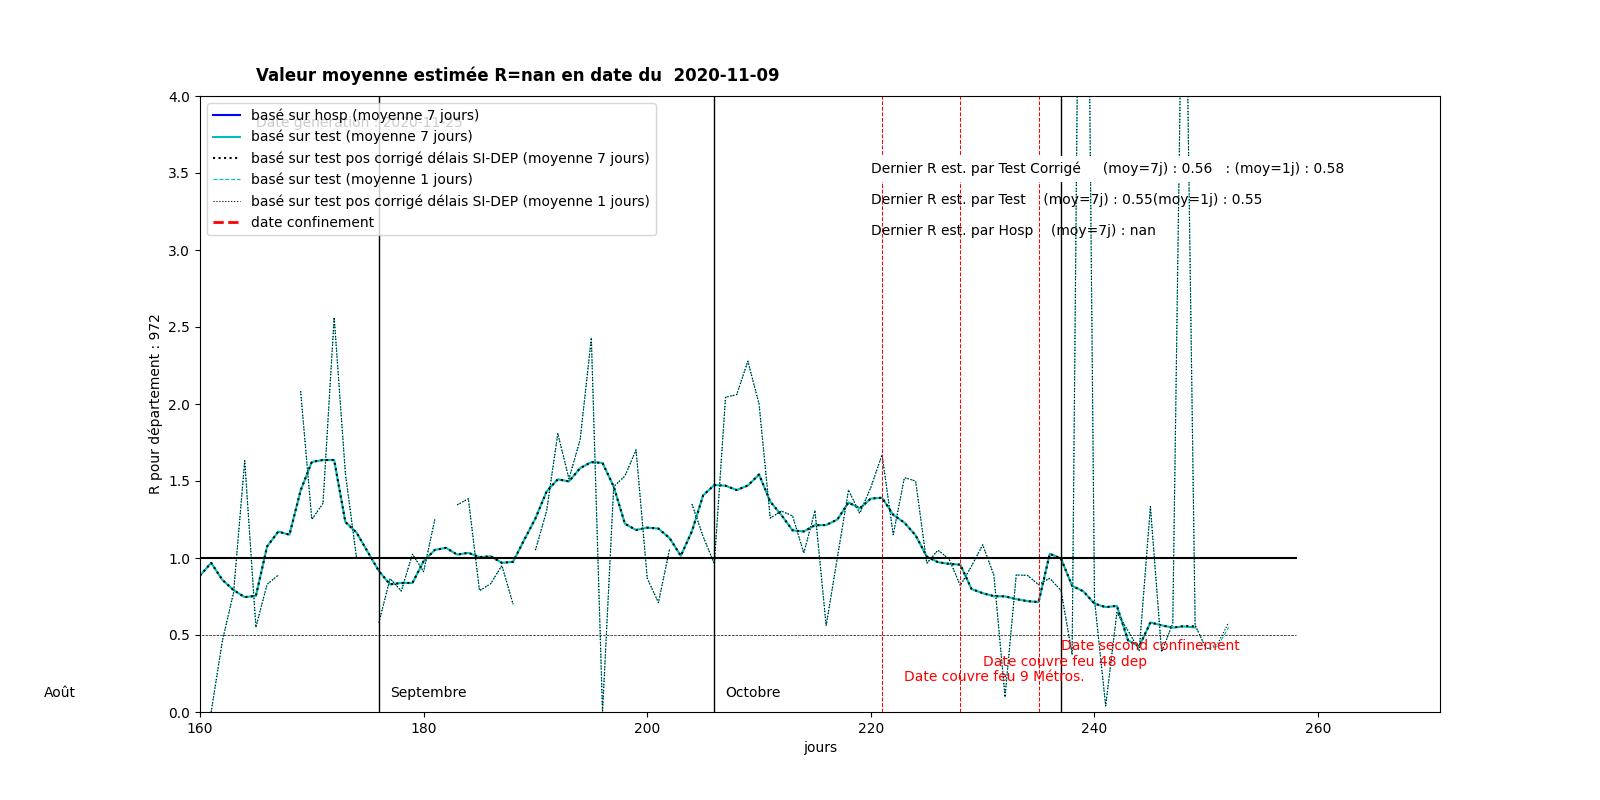 Valeur moyenne estimée R=nan en date du  2020-11-09
4.0
3.5
3.0
2.5
2.0
1.5
1.0
0.5
0.0
R pour département : 972
basé sur hosp (moyenne 7 jours)
basé sur test (moyenne 7 jours)
basé sur test pos corrigé délais SI-DEP (moyenne 7 jours)
basé sur test (moyenne 1 jours)
basé sur test pos corrigé délais SI-DEP (moyenne 1 jours)
date confinement
Dernier R est. par Test Corrigé     (moy=7j) : 0.56   : (moy=1j) : 0.58
Dernier R est. par Test    (moy=7j) : 0.55(moy=1j) : 0.55
Dernier R est. par Hosp    (moy=7j) : nan
Date second confinement
Date couvre feu 48 dep
Date couvre feu 9 Métros.
Août
Septembre
Octobre
160
180
200
220
240
260
jours